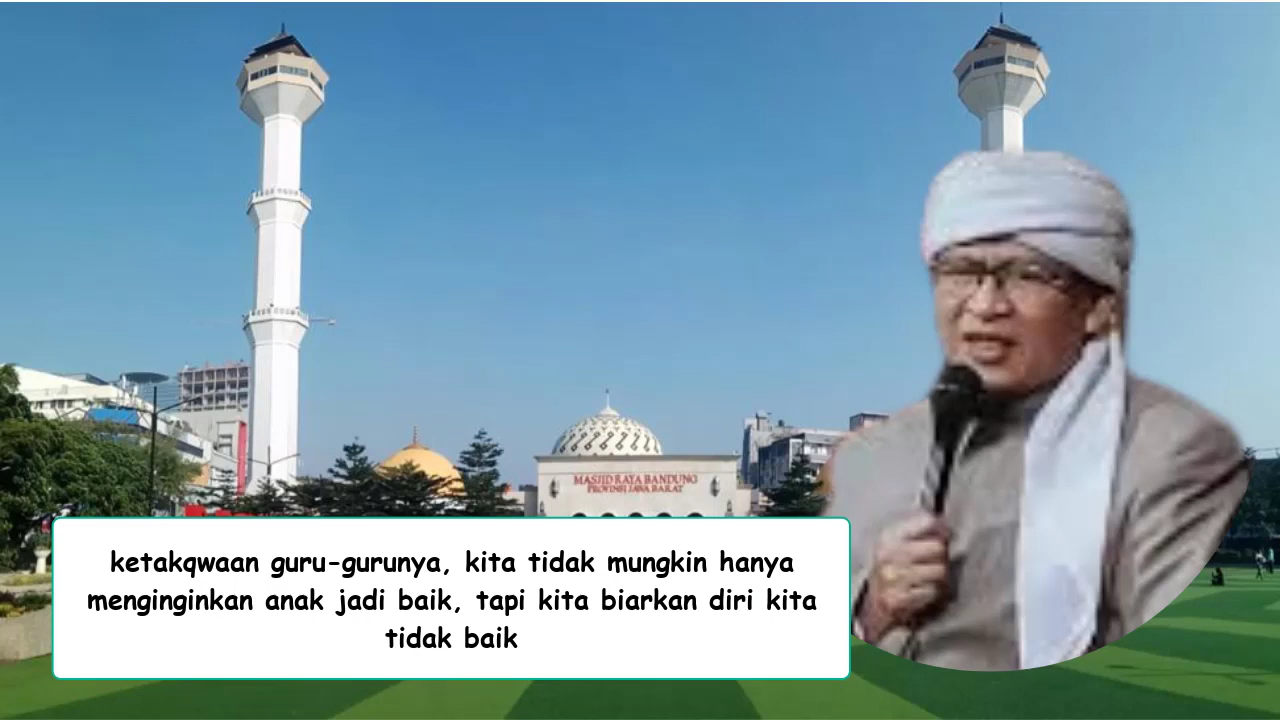 MASJID RAYA BANDUNG
PROVINSI JAWA BARAT
ketakqwaan guru-gurunya, kita tidak mungkin hanya
menginginkan anak jadi baik, tapi kita biarkan diri kita
tidak baik